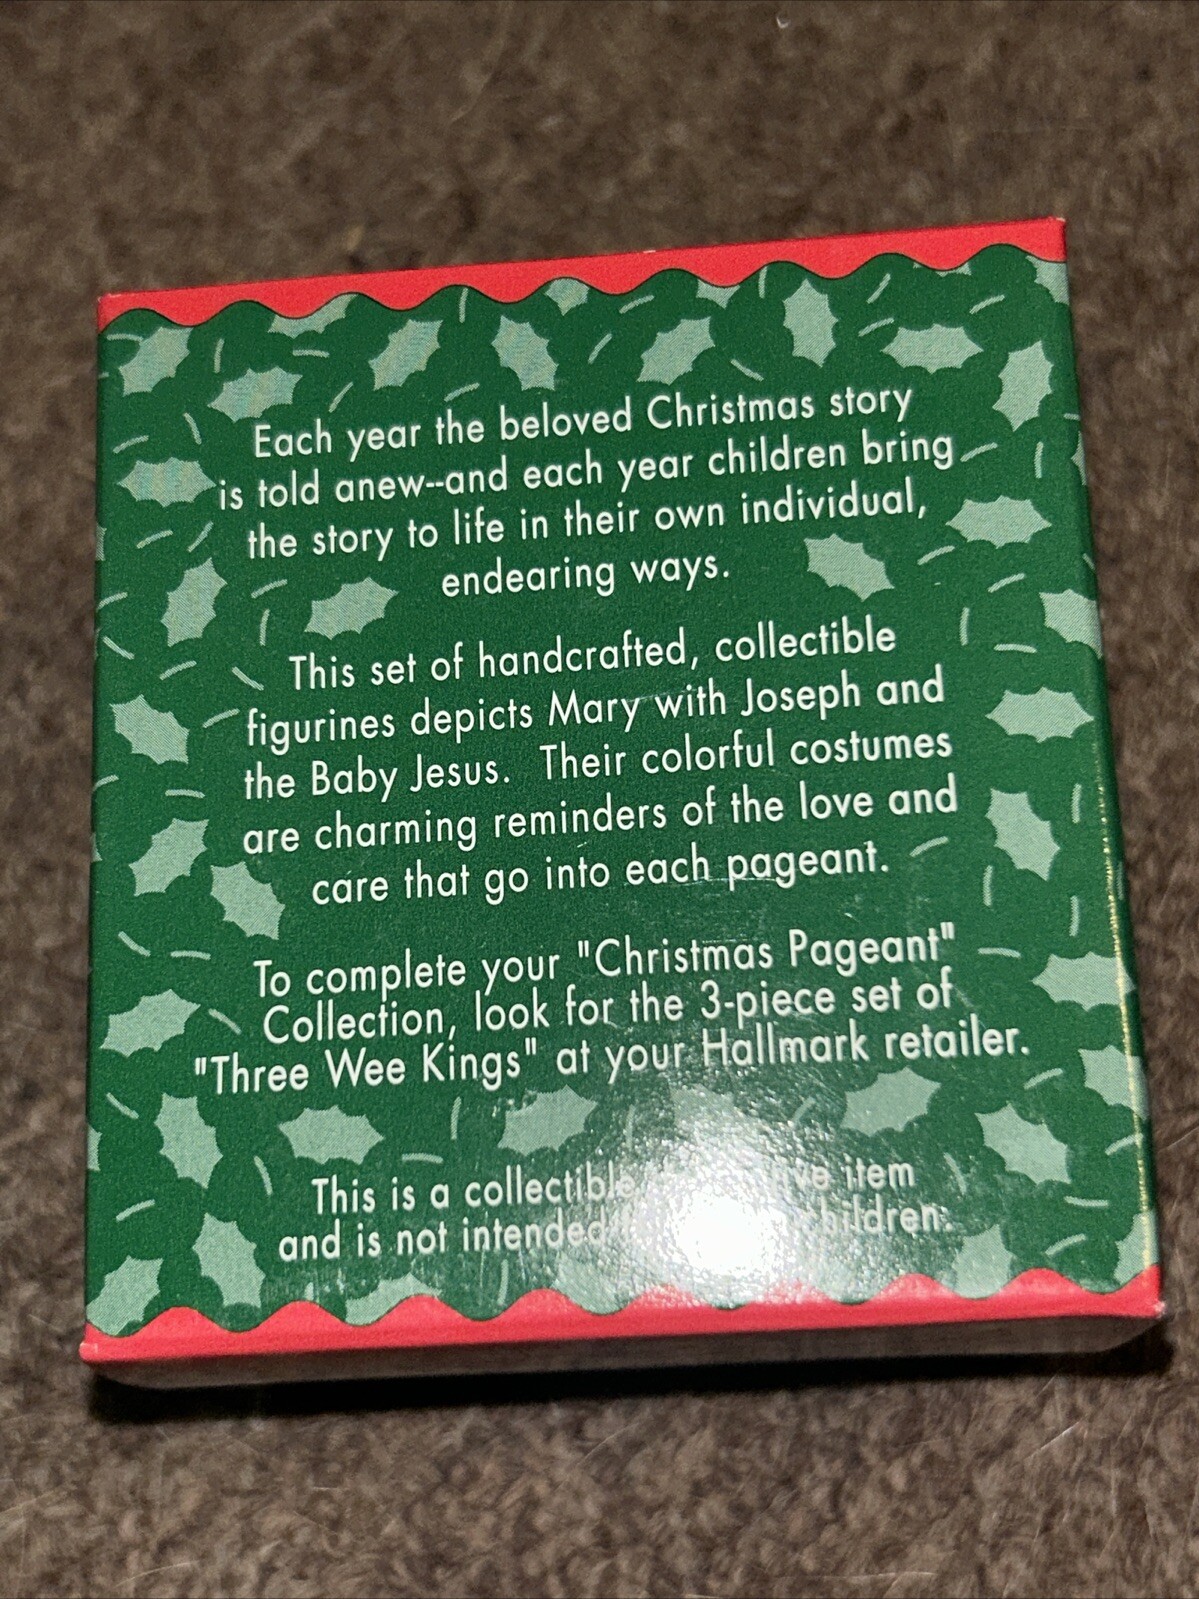 Each year the beloved Christmas story
is told anew--and each year children bring
the story to life in their own individual,
endearing ways.
This set of handcrafted, collectible
figurines depicts Mary with Joseph and
the Baby Jesus. Their colorful costumes
are charming reminders of the love and
care that go into each pageant.
To complete your "Christmas Pageant"
Collection, look for the 3-piece set of
"Three Wee Kings" at your Hallmark retailer.
This is a collectible item
and is not intended children.